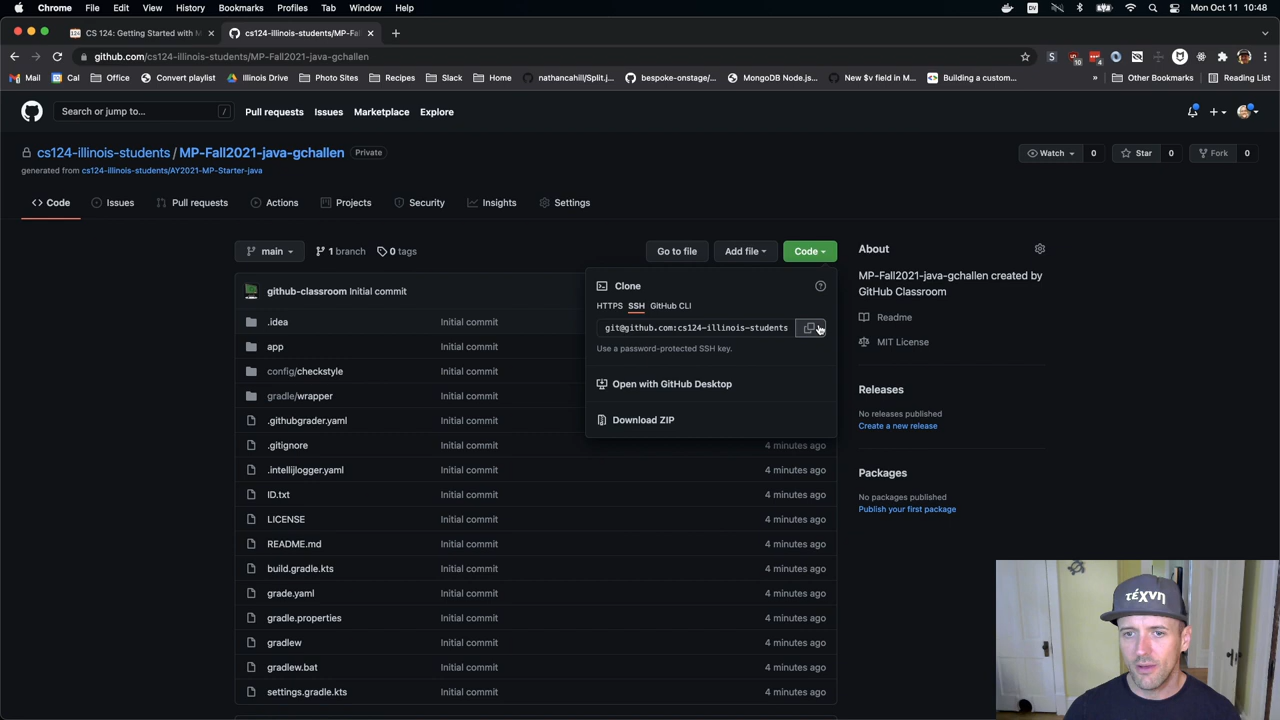 Chrome File Edit View History Bookmarks Profiles Tab Window Help DV Mon Oct 11 10:48
CS 124: Getting Started with M cs124-illinois-students/MP-Fal
github.com/cs124-illinois-students/MP-Fall2021-java-gchallen
Mail Cal Office Convert playlist Illinois Drive Photo Sites Recipes Slack Home nathancahill/Split.j... bespoke-onstage/... MongoDB Node.js... New $v field in M... Building a custom... » Other Bookmarks Reading List
Search or jump to... / Pull requests Issues Marketplace Explore
cs124-illinois-students / MP-Fall2021-java-gchallen Private Watch 0 Star 0 Fork 0
generated from cs124-illinois-students/AY2021-MP-Starter-java
Code Issues Pull requests Actions Projects Security Insights Settings
main 1 branch 0 tags Go to file Add file Code
github-classroom Initial commit
.idea Initial commit
app Initial commit
config/checkstyle Initial commit
gradle/wrapper Initial commit
.githubgrader.yaml Initial commit
.gitignore Initial commit 4 minutes ago
.intellijlogger.yaml Initial commit 4 minutes ago
ID.txt Initial commit 4 minutes ago
LICENSE Initial commit 4 minutes ago
README.md Initial commit 4 minutes ago
build.gradle.kts Initial commit 4 minutes ago
grade.yaml Initial commit 4 minutes ago
gradle.properties Initial commit 4 minutes ago
gradlew Initial commit 4 minutes ago
gradlew.bat Initial commit 4 minutes ago
settings.gradle.kts Initial commit 4 minutes ago
Clone
HTTPS SSH GitHub CLI
git@github.com:cs124-illinois-students
Use a password-protected SSH key.
Open with GitHub Desktop
Download ZIP
About
MP-Fall2021-java-gchallen created by
GitHub Classroom
Readme
MIT License
Releases
No releases published
Create a new release
Packages
No packages published
Publish your first package
τέχνη